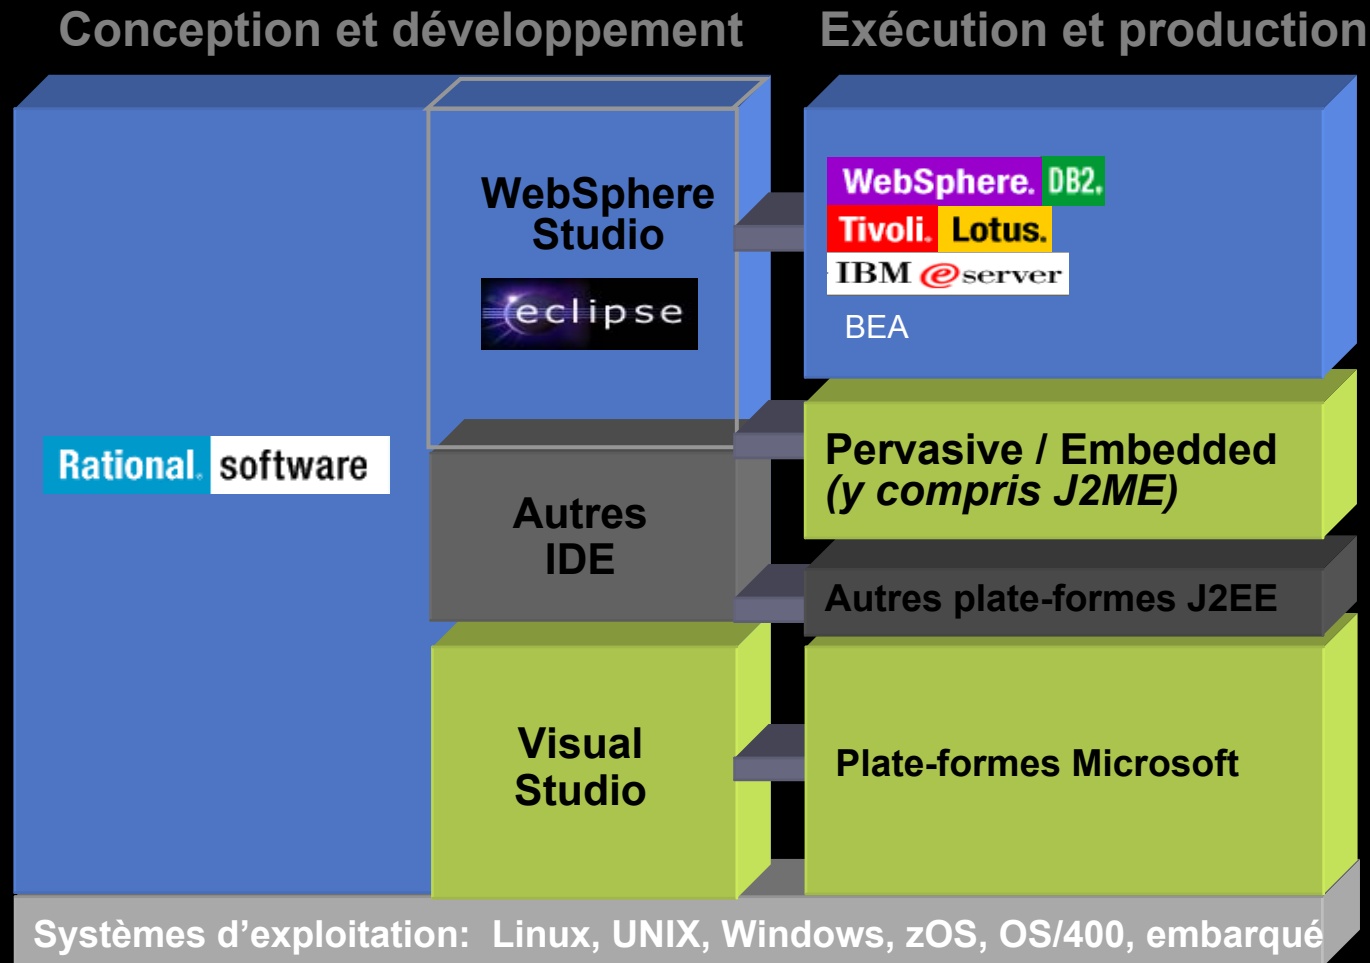 Conception et développement
Exécution et production
WebSphere
Studio
eclipse
Rational. software
Autres
IDE
Visual
Studio
WebSphere. DB2.
Tivoli. Lotus.
IBM eserver
BEA
Pervasive / Embedded
(y compris J2ME)
Autres plate-formes J2EE
Plate-formes Microsoft
Systèmes d’exploitation: Linux, UNIX, Windows, zOS, OS/400, embarqué